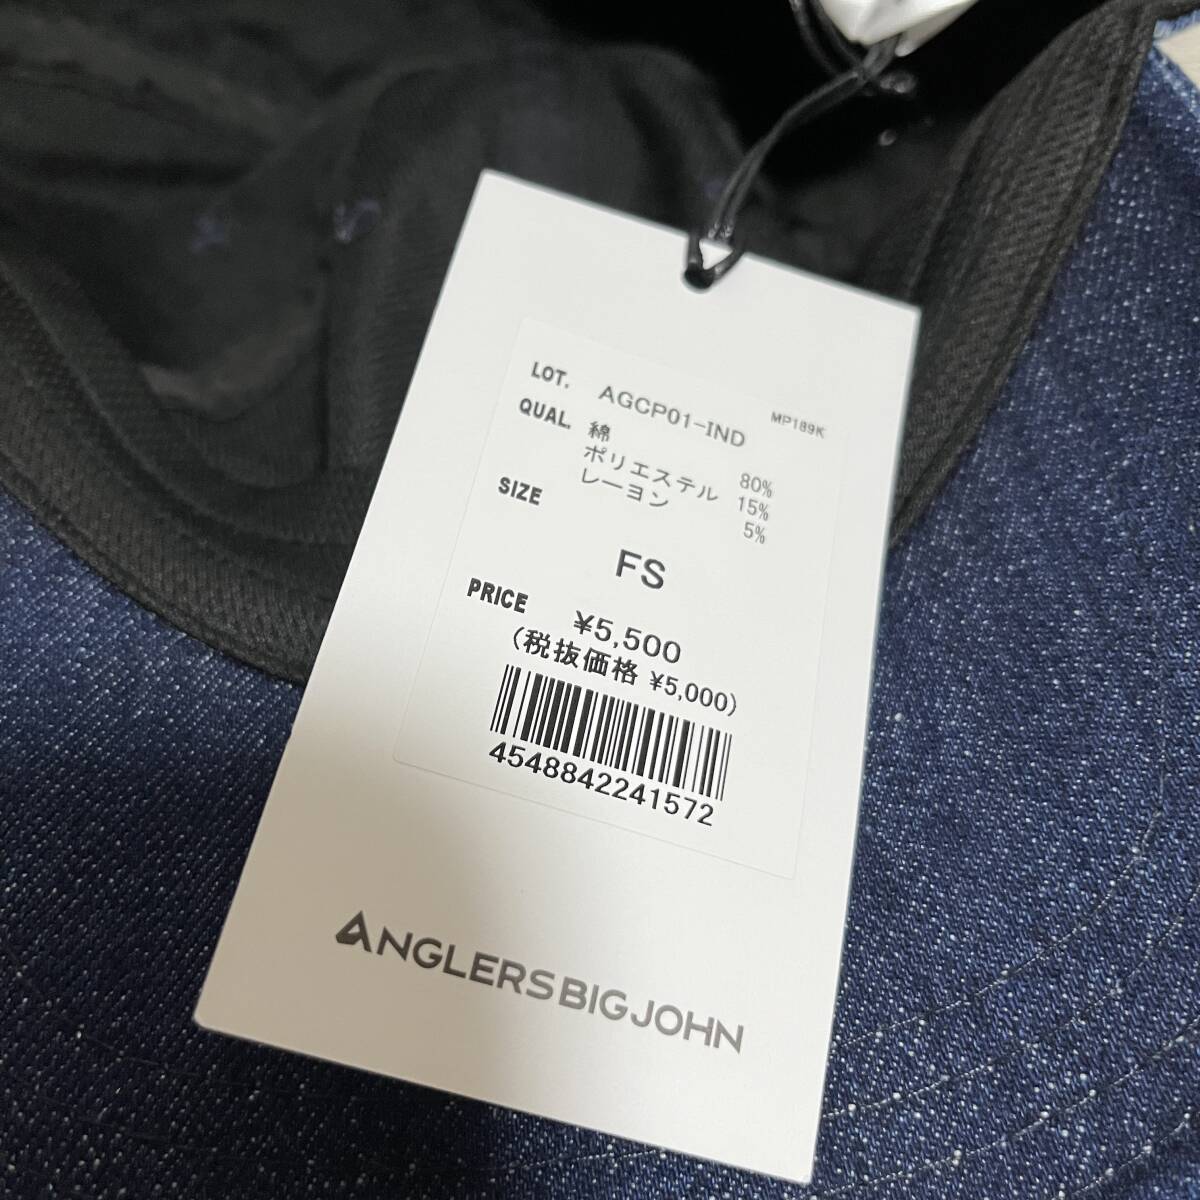 LOT. AGCP01-IND MP189K
QUAL. 綿 80%
ポリエステル 15%
レーヨン 5%
SIZE
FS
PRICE
¥5,500
(税抜価格 ¥5,000)
4548842241572
ANGLERSBIGJOHN